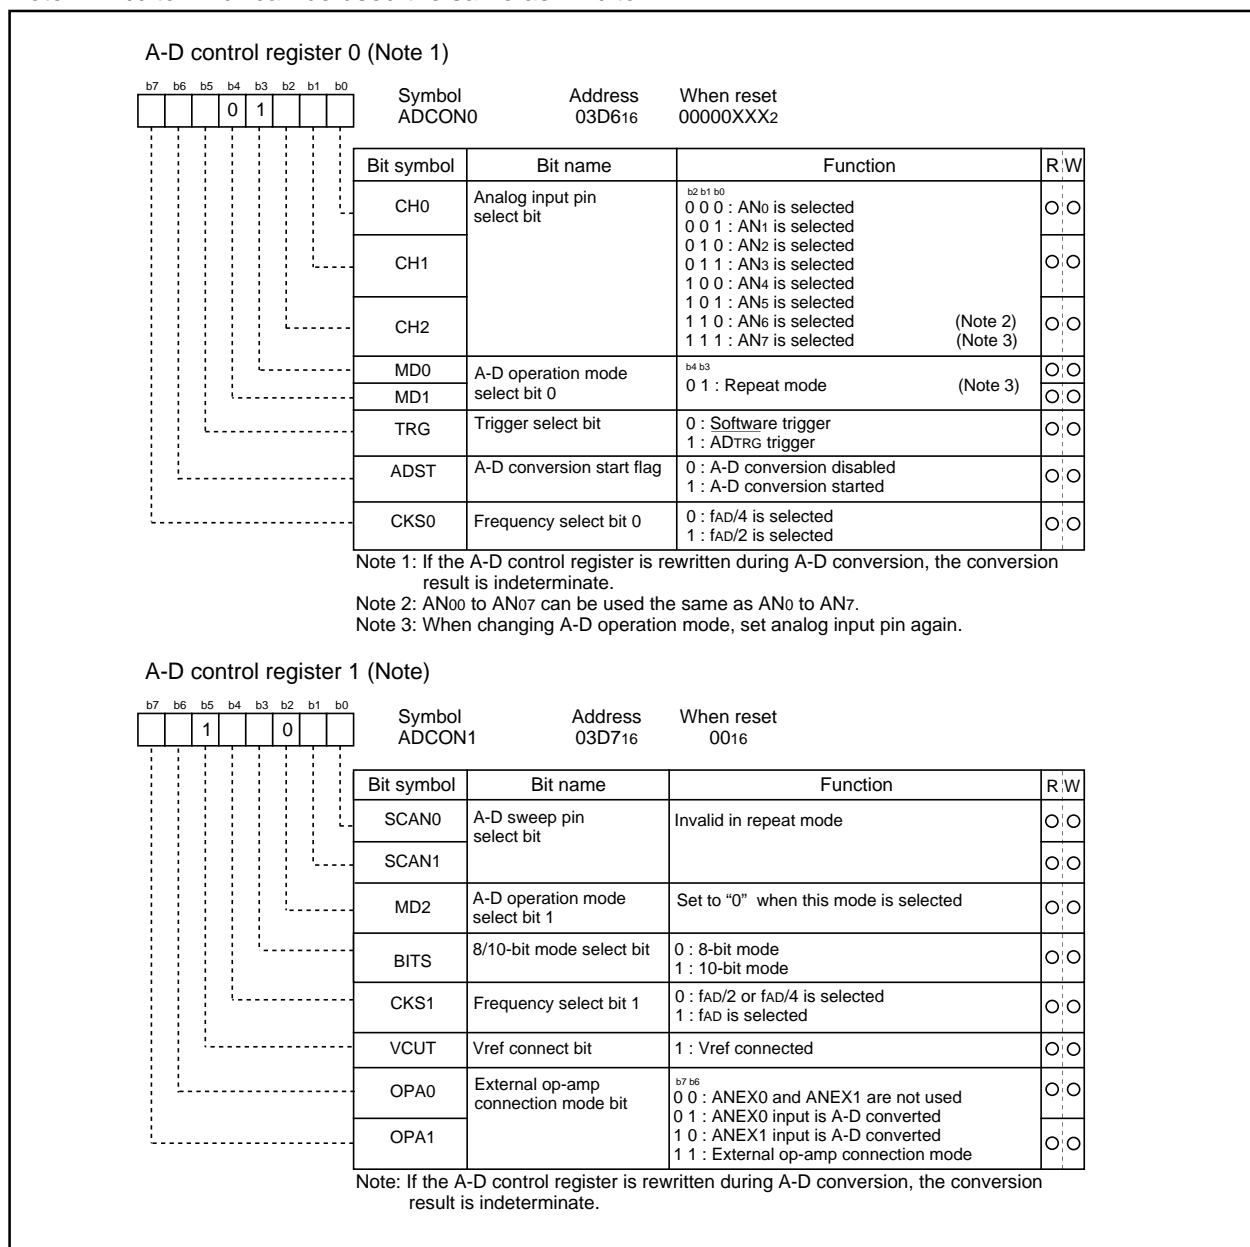 A-D control register 0 (Note 1)
b7 b6 b5 b4 b3 b2 b1 b0
0 1
Symbol Address When reset
ADCON0 03D616 00000XXX2
Bit symbol Bit name Function R W
CH0 Analog input pin select bit
b2 b1 b0
0 0 0 : AN0 is selected
0 0 1 : AN1 is selected
0 1 0 : AN2 is selected
CH1
0 1 1 : AN3 is selected
1 0 0 : AN4 is selected
1 0 1 : AN5 is selected
CH2
1 1 0 : AN6 is selected (Note 2)
1 1 1 : AN7 is selected (Note 3)
MD0 A-D operation mode
MD1 select bit 0
b4 b3
0 1 : Repeat mode (Note 3)
TRG Trigger select bit 0 : Software trigger
1 : ADTRG trigger
ADST A-D conversion start flag 0 : A-D conversion disabled
1 : A-D conversion started
CKS0 Frequency select bit 0 0 : fAD/4 is selected
1 : fAD/2 is selected
Note 1: If the A-D control register is rewritten during A-D conversion, the conversion
result is indeterminate.
Note 2: AN00 to AN07 can be used the same as AN0 to AN7.
Note 3: When changing A-D operation mode, set analog input pin again.
A-D control register 1 (Note)
b7 b6 b5 b4 b3 b2 b1 b0
1 0
Symbol Address When reset
ADCON1 03D716 0016
Bit symbol Bit name Function R W
SCAN0 A-D sweep pin Invalid in repeat mode
select bit
SCAN1
MD2 A-D operation mode Set to “0” when this mode is selected
select bit 1
BITS 8/10-bit mode select bit 0 : 8-bit mode
1 : 10-bit mode
CKS1 Frequency select bit 1 0 : fAD/2 or fAD/4 is selected
1 : fAD is selected
VCUT Vref connect bit 1 : Vref connected
OPA0 External op-amp
connection mode bit
b7 b6
0 0 : ANEX0 and ANEX1 are not used
0 1 : ANEX0 input is A-D converted
OPA1
1 0 : ANEX1 input is A-D converted
1 1 : External op-amp connection mode
Note: If the A-D control register is rewritten during A-D conversion, the conversion
result is indeterminate.